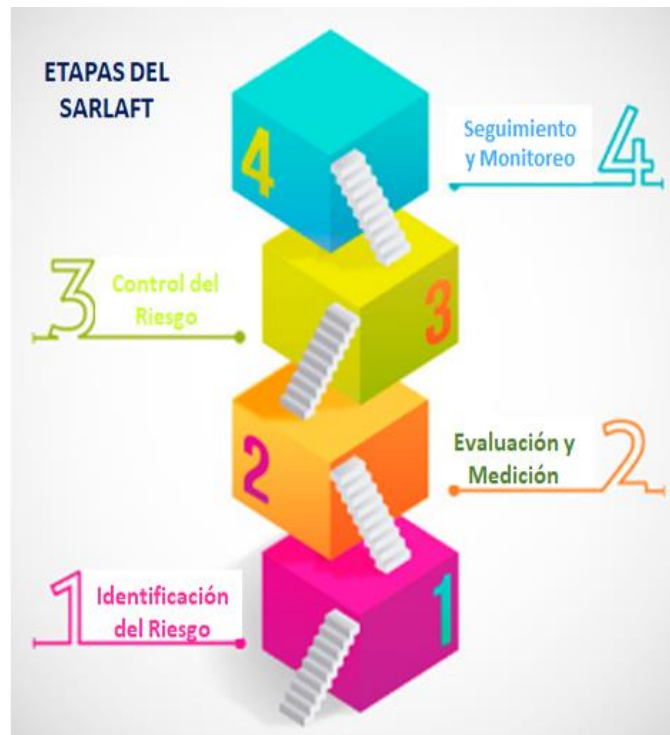 ETAPAS DEL
SARLAFT
4
Seguimiento
y Monitoreo
4
3
Control del
Riesgo
3
2
Evaluación y
Medición
2
1
Identificación
del Riesgo
1